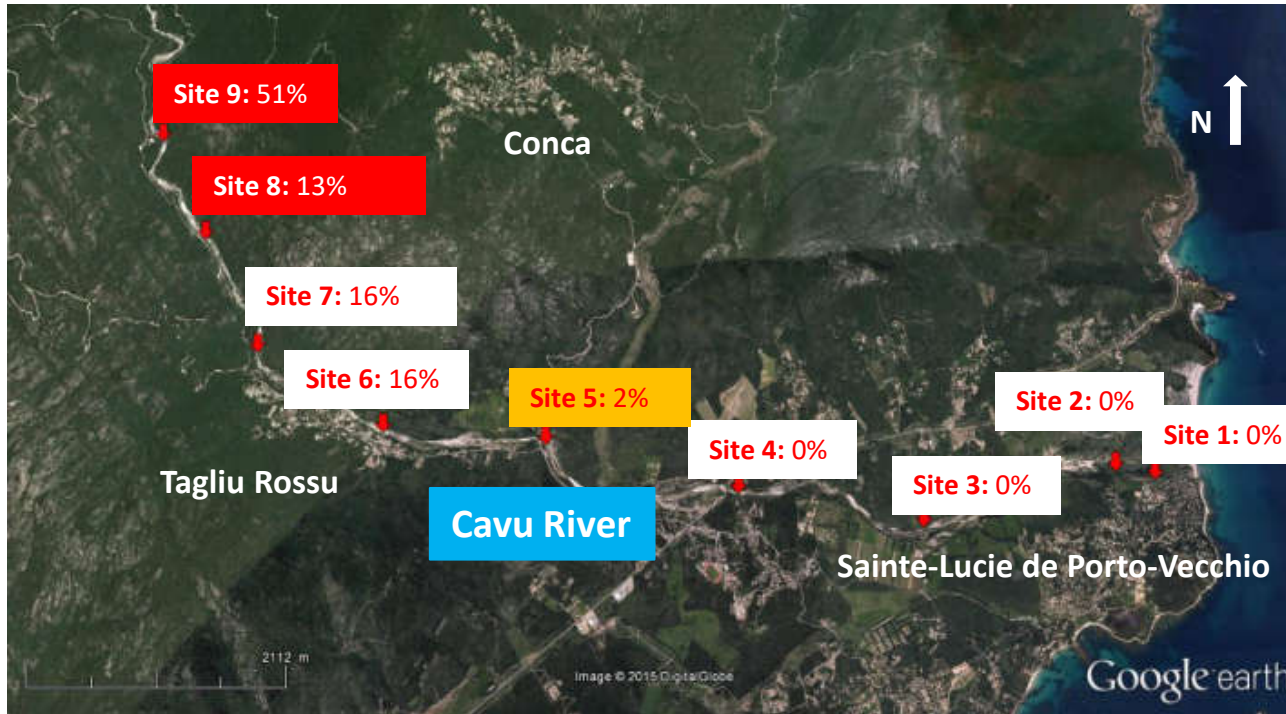 Site 9: 51%
Conca
N
Site 8: 13%
Site 7: 16%
Site 6: 16%
Site 5: 2%
Site 2: 0%
Site 1: 0%
Site 4: 0%
Site 3: 0%
Tagliu Rossu
Cavu River
Sainte-Lucie de Porto-Vecchio
2112 m
Image © 2015 DigitalGlobe
Google earth